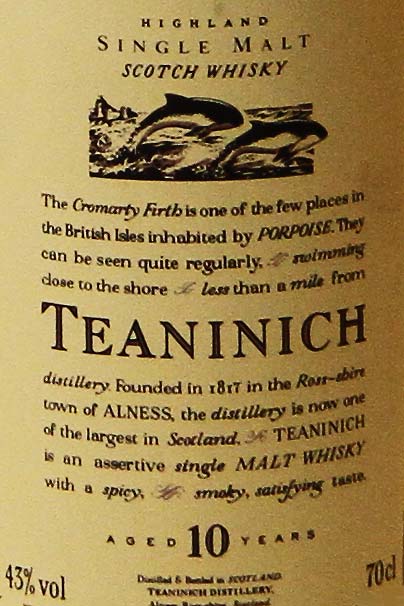 HIGHLAND
SINGLE MALT
SCOTCH WHISKY
The Cromarty Firth is one of the few places in
the British Isles inhabited by PORPOISE. They
can be seen quite regularly, swimming
close to the shore less than a mile from
TEANINICH
distillery. Founded in 1817 in the Ross-shire
town of ALNESS, the distillery is now one
of the largest in Scotland. TEANINICH
is an assertive single MALT WHISKY
with a spicy, smoky, satisfying taste.
AGED 10 YEARS
43% vol
Distilled & Bottled in SCOTLAND.
TEANINICH DISTILLERY,
70cl